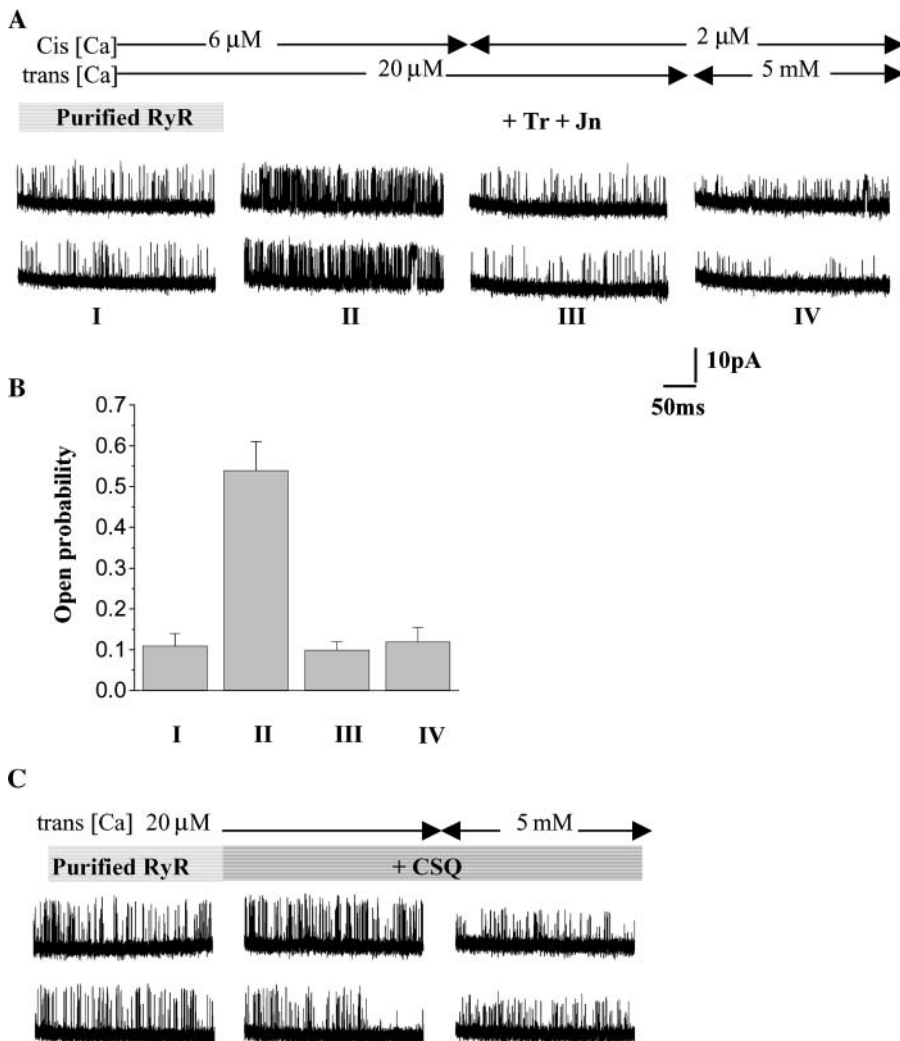 A
Cis [Ca] 6 μM 2 μM
trans [Ca] 20 μM 5 mM
Purified RyR + Tr + Jn
I II III IV
10pA
50ms
B
Open probability
0.7
0.6
0.5
0.4
0.3
0.2
0.1
0.0
I II III IV
C
trans [Ca] 20 μM 5 mM
Purified RyR + CSQ